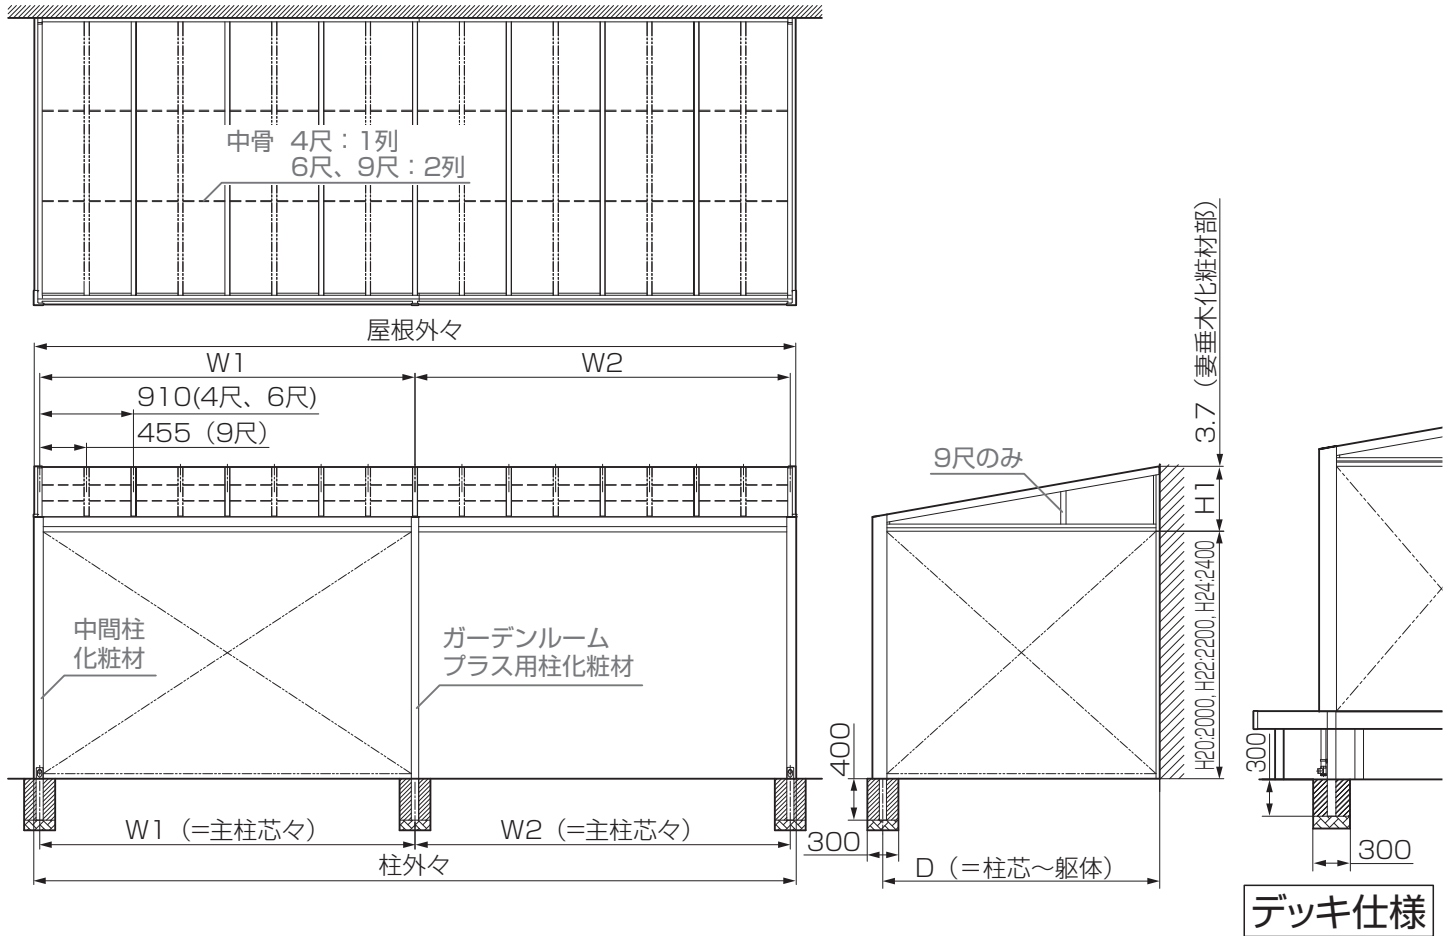 中骨 4尺：1列
6尺、9尺：2列
屋根外々
W1
W2
910(4尺、6尺)
455（9尺）
中間柱
化粧材
ガーデンルーム
プラス用柱化粧材
W1（=主柱芯々）
W2（=主柱芯々）
柱外々
9尺のみ
3.7（妻垂木化粧材部）
H1
H20:2000, H22:2200, H24:2400
400
300
D（=柱芯～躯体）
300
300
デッキ仕様